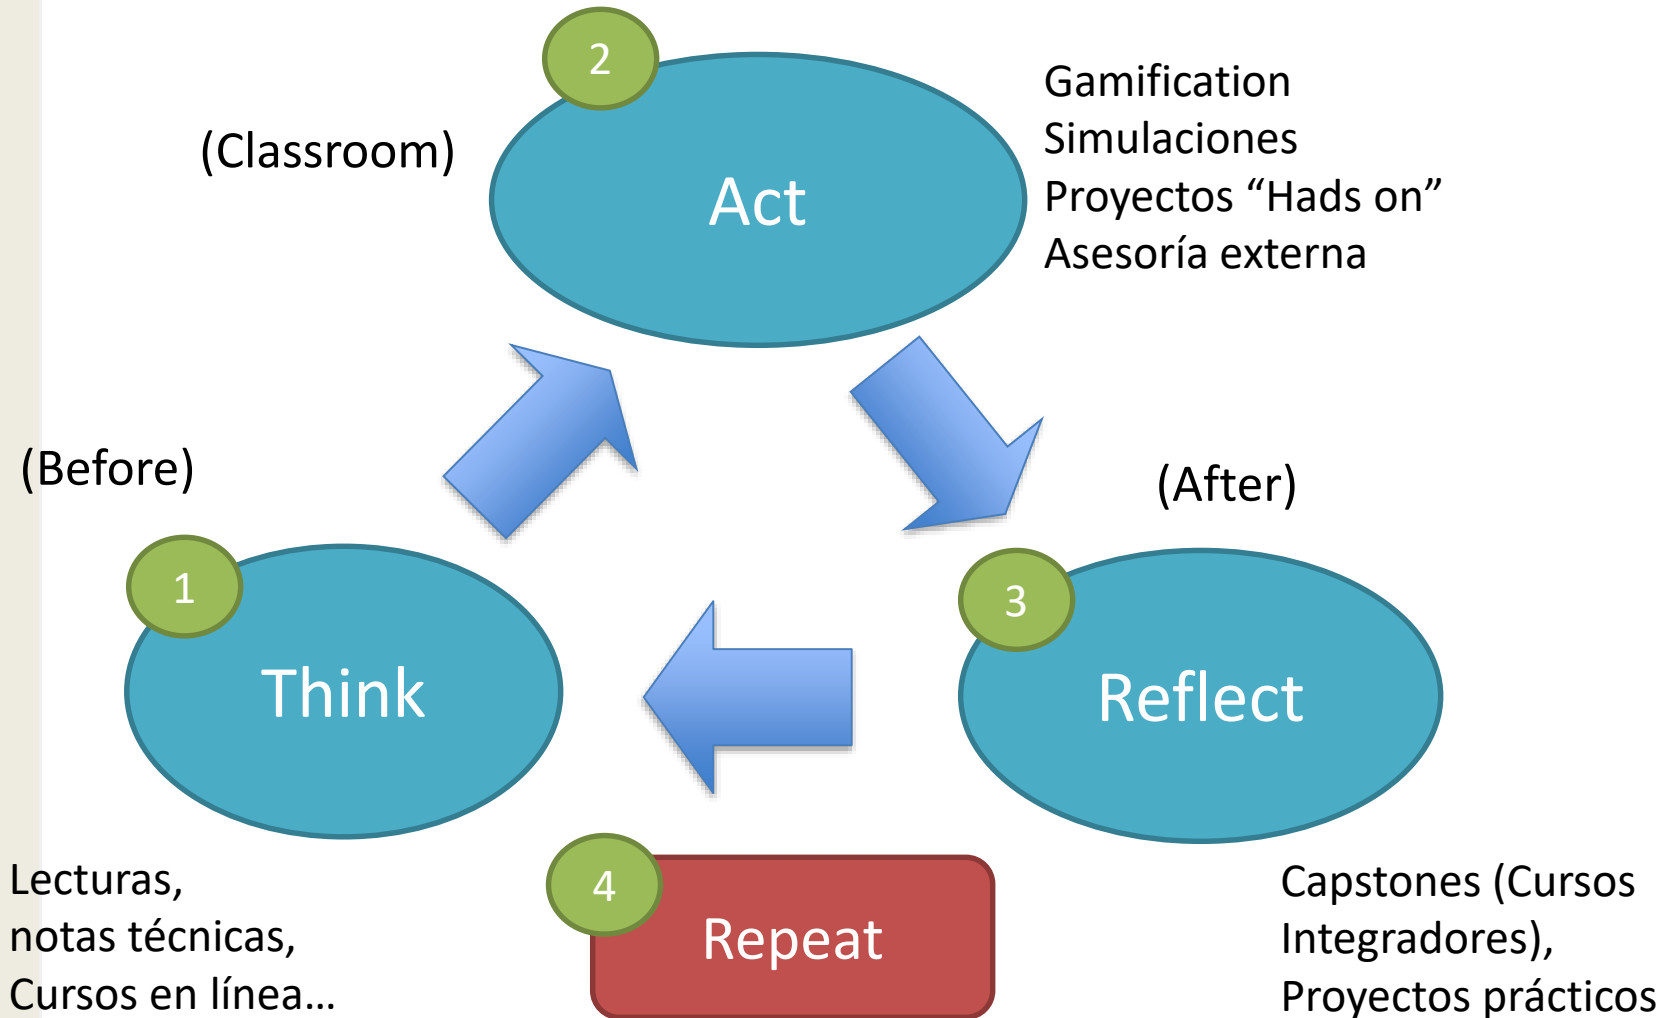 2
(Classroom)
Act
Gamification
Simulaciones
Proyectos “Hads on”
Asesoría externa
(Before)
(After)
1
Think
3
Reflect
Lecturas,
notas técnicas,
Cursos en línea...
4
Repeat
Capstones (Cursos
Integradores),
Proyectos prácticos